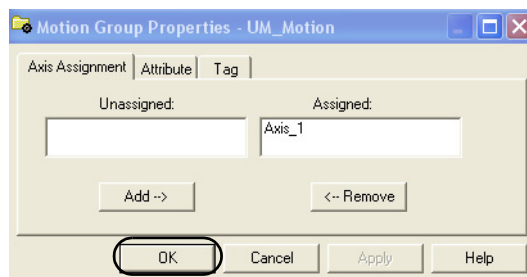 Motion Group Properties - UM_Motion
Axis Assignment Attribute Tag
Unassigned: Assigned:
Axis_1
Add --> <-- Remove
OK Cancel Apply Help